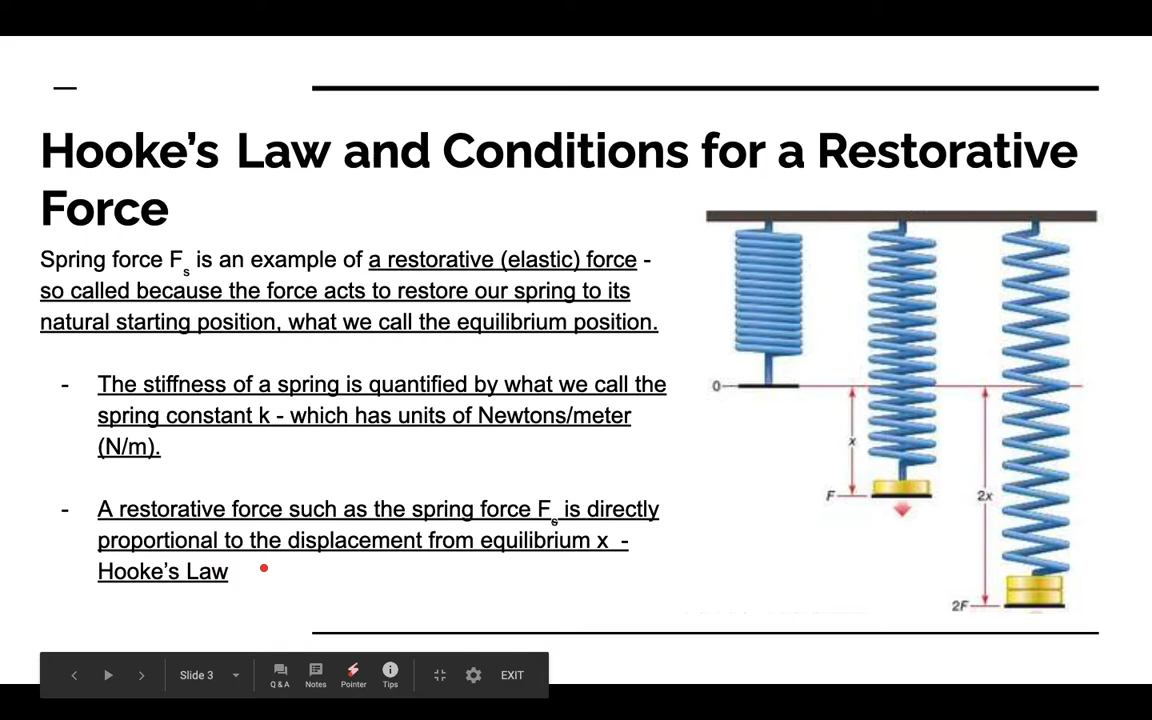 Hooke's Law and Conditions for a Restorative
Force
Spring force Fs is an example of a restorative (elastic) force -
so called because the force acts to restore our spring to its
natural starting position, what we call the equilibrium position.
- The stiffness of a spring is quantified by what we call the
spring constant k - which has units of Newtons/meter
(N/m).
- A restorative force such as the spring force Fs is directly
proportional to the displacement from equilibrium x -
Hooke's Law
0
x
F
2x
2F
Slide 3
Q & A
Notes
Pointer
Tips
EXIT